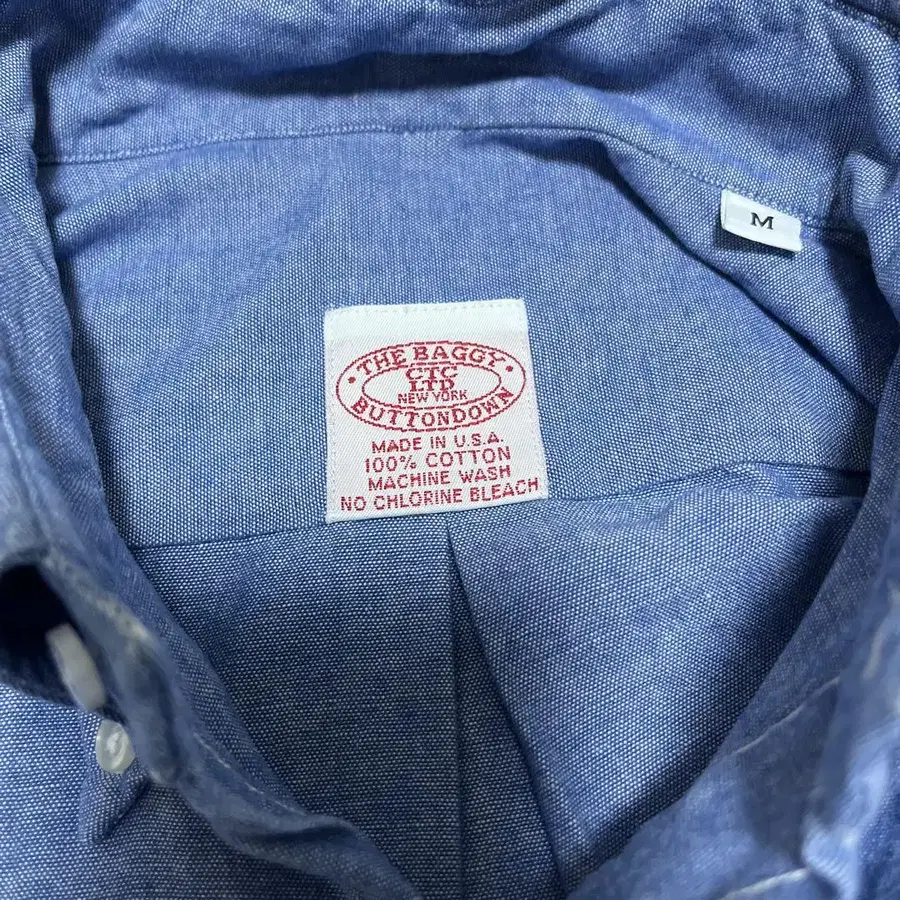 M
THE BAGGY
CTC
LTD
NEW YORK
BUTTONDOWN
MADE IN U.S.A.
100% COTTON
MACHINE WASH
NO CHLORINE BLEACH